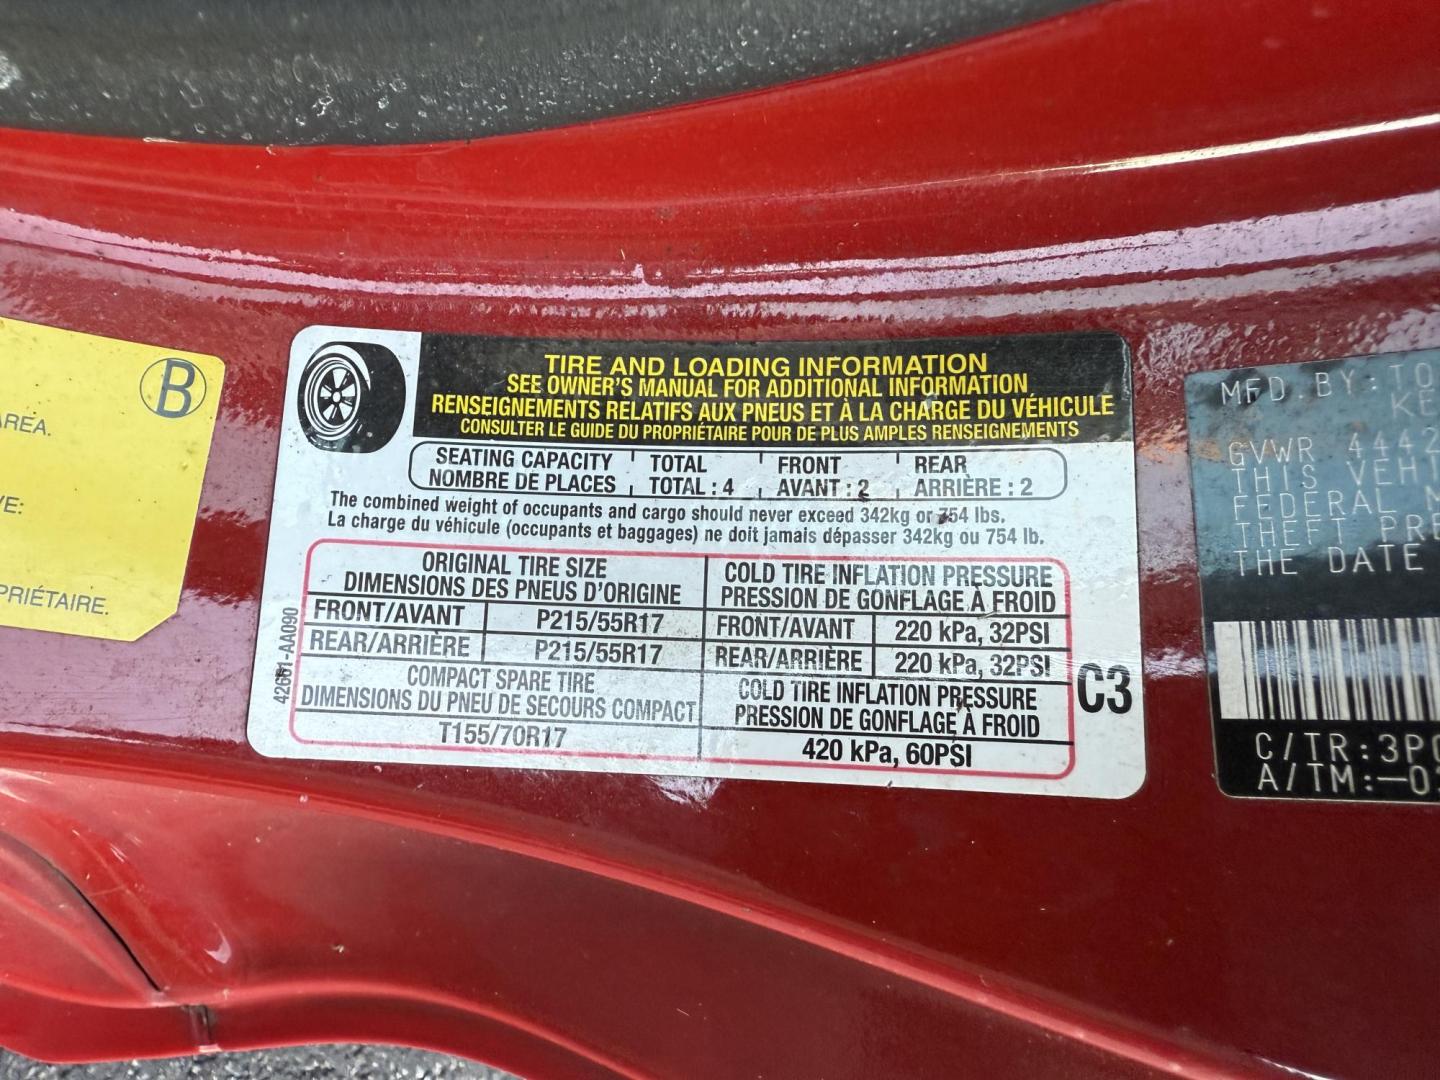 B
AREA.
VE:
PRIÉTAIRE.
TIRE AND LOADING INFORMATION
SEE OWNER'S MANUAL FOR ADDITIONAL INFORMATION
RENSEIGNEMENTS RELATIFS AUX PNEUS ET À LA CHARGE DU VÉHICULE
CONSULTER LE GUIDE DU PROPRIÉTAIRE POUR DE PLUS AMPLES RENSEIGNEMENTS
SEATING CAPACITY TOTAL FRONT REAR
NOMBRE DE PLACES TOTAL : 4 AVANT : 2 ARRIÈRE : 2
The combined weight of occupants and cargo should never exceed 342kg or 754 lbs.
La charge du véhicule (occupants et baggages) ne doit jamais dépasser 342kg ou 754 lb.
ORIGINAL TIRE SIZE COLD TIRE INFLATION PRESSURE
DIMENSIONS DES PNEUS D'ORIGINE PRESSION DE GONFLAGE À FROID
FRONT/AVANT P215/55R17 FRONT/AVANT 220 kPa, 32PSI
REAR/ARRIÈRE P215/55R17 REAR/ARRIÈRE 220 kPa, 32PSI
COMPACT SPARE TIRE COLD TIRE INFLATION PRESSURE
DIMENSIONS DU PNEU DE SECOURS COMPACT PRESSION DE GONFLAGE À FROID
T155/70R17 420 kPa, 60PSI
42661-AA090
C3
MFD. BY: TO
KE
GVWR 4442
THIS VEHI
FEDERAL M
THEFT PRE
THE DATE
C/TR:3P
A/TM:-0